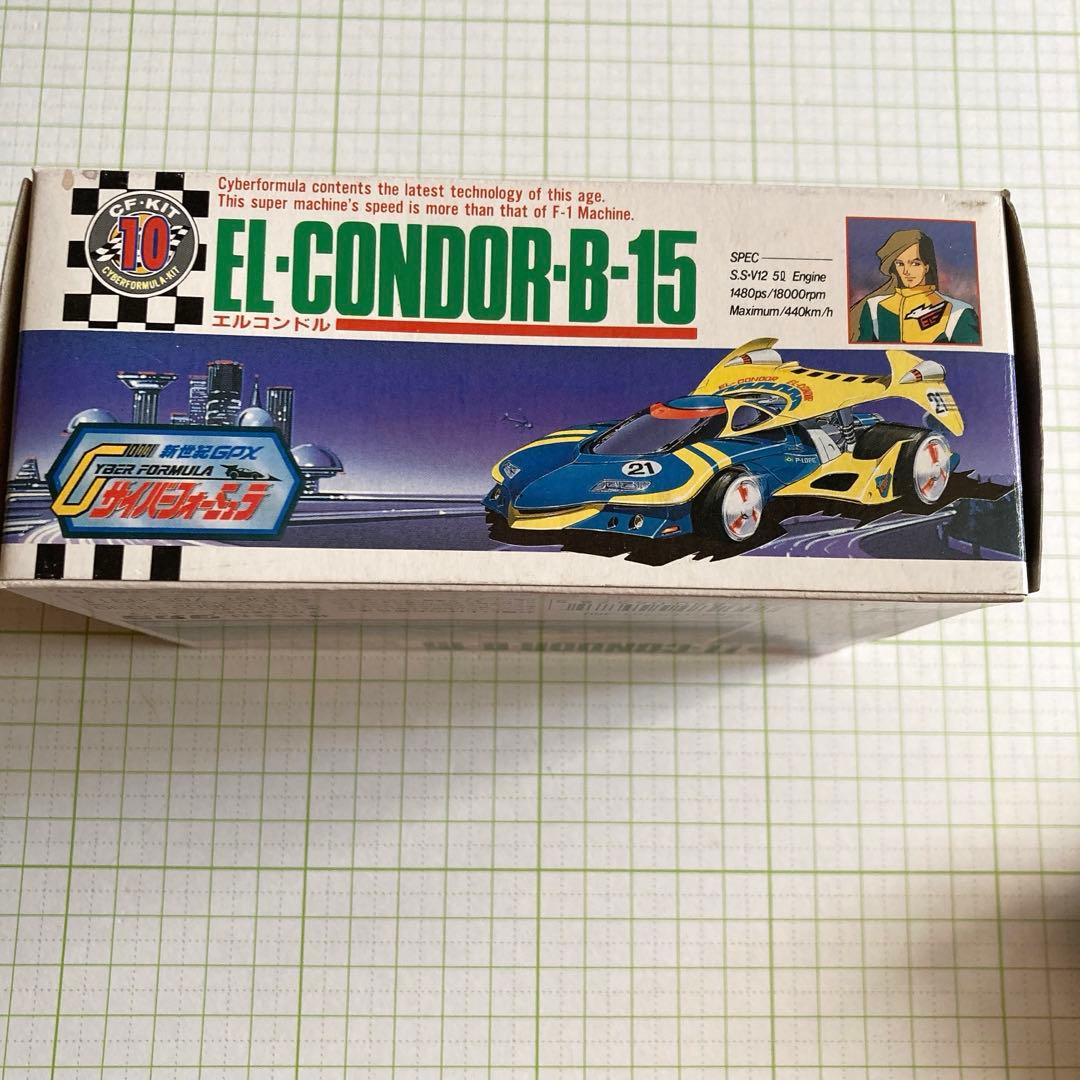 Cyberformula contents the latest technology of this age.
This super machine's speed is more than that of F-1 Machine.
CF・KIT
10
CYBERFORMULA・KIT
EL・CONDOR・B-15
エルコンドル
SPEC
S.S・V12 5ℓ Engine
1480ps/18000rpm
Maximum/440km/h
EL-CONDOR
EL-CONDOR
21
21
P・LOPE
新世紀GPX
CYBER FORMULA
サイバーフォーミュラ